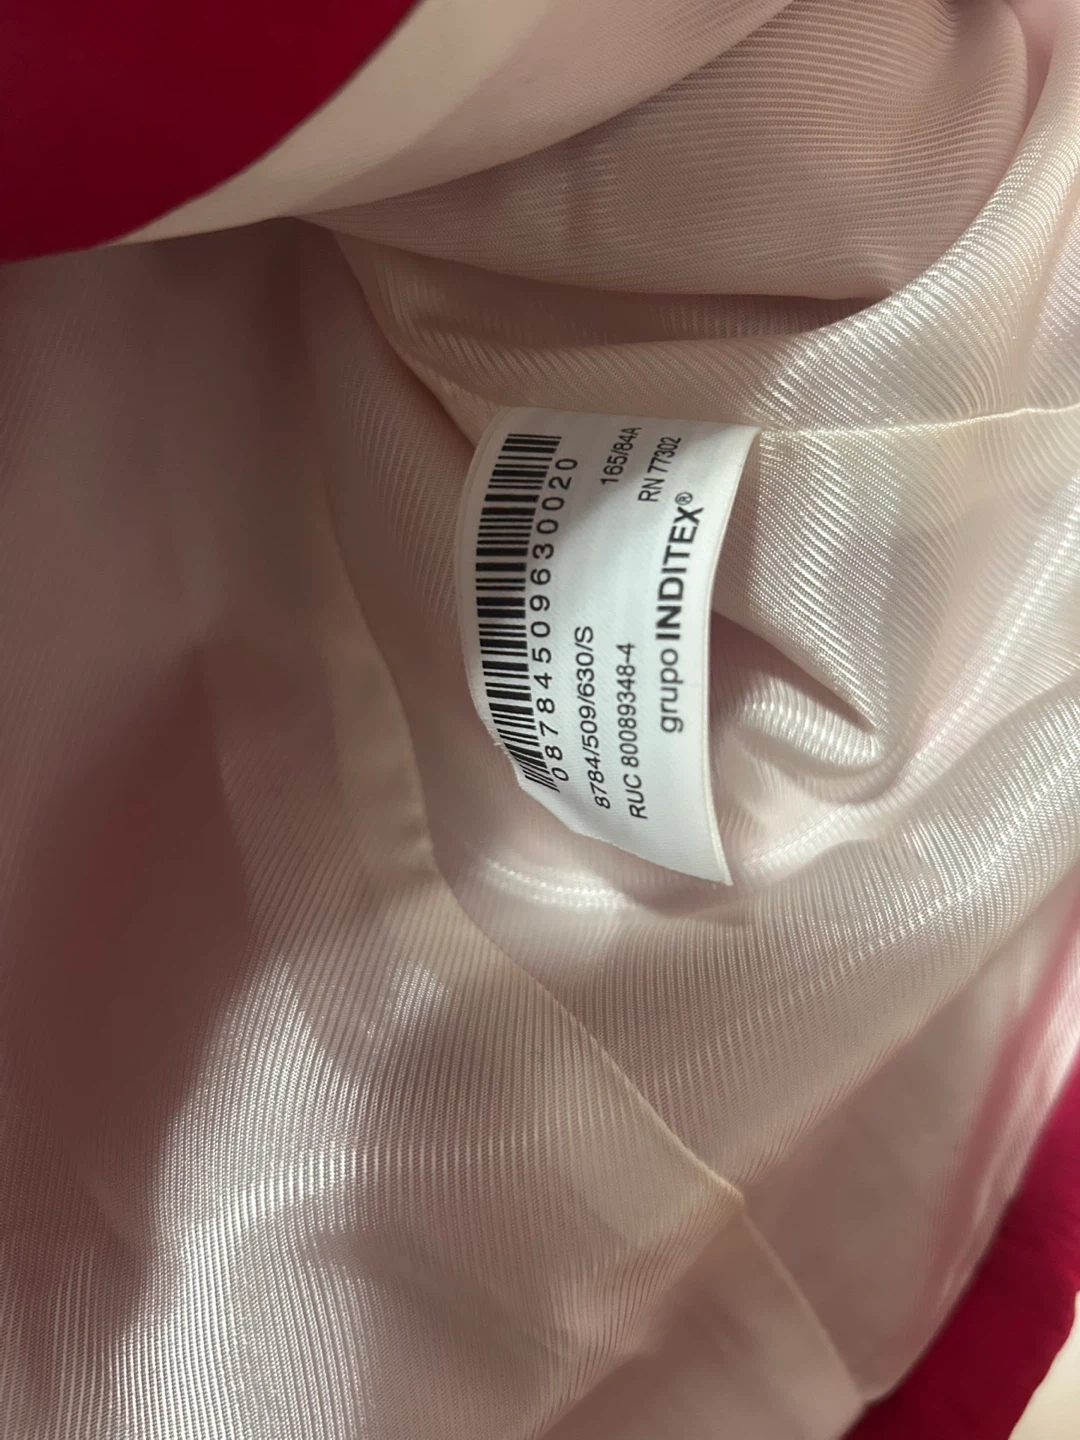 08784509630020
8784/509/630/S 165/84A
RUC 80089348-4 RN 77302
grupo INDITEX®